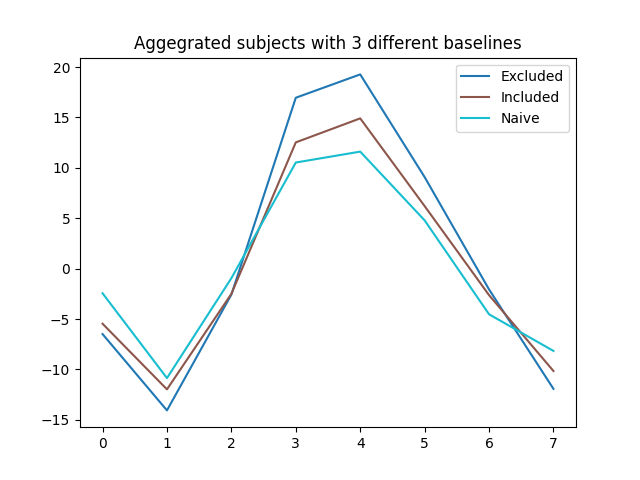 Aggegrated subjects with 3 different baselines
20
15
10
5
0
−5
−10
−15
Excluded
Included
Naive
0 1 2 3 4 5 6 7